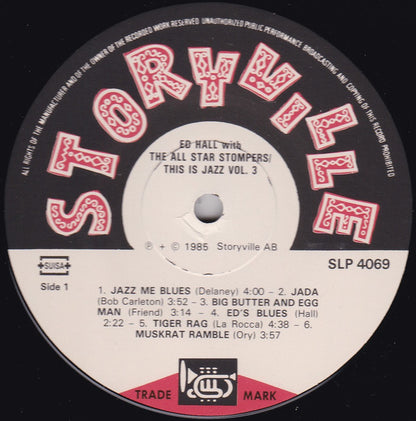 ALL RIGHTS OF THE MANUFACTURER AND OF THE OWNER OF THE RECORDED WORK RESERVED. UNAUTHORIZED PUBLIC PERFORMANCE, BROADCASTING AND COPYING OF THIS RECORD PROHIBITED
STORYVILLE
ED HALL with
THE ALL STAR STOMPERS/
THIS IS JAZZ VOL. 3
℗ + © 1985 Storyville AB
SUISA
SLP 4069
Side 1
1. JAZZ ME BLUES (Delaney) 4:00 – 2. JADA
(Bob Carleton) 3:52 – 3. BIG BUTTER AND EGG
MAN (Friend) 3:14 – 4. ED'S BLUES (Hall)
2:22 – 5. TIGER RAG (La Rocca) 4:38 – 6.
MUSKRAT RAMBLE (Ory) 3:57
TRADE MARK